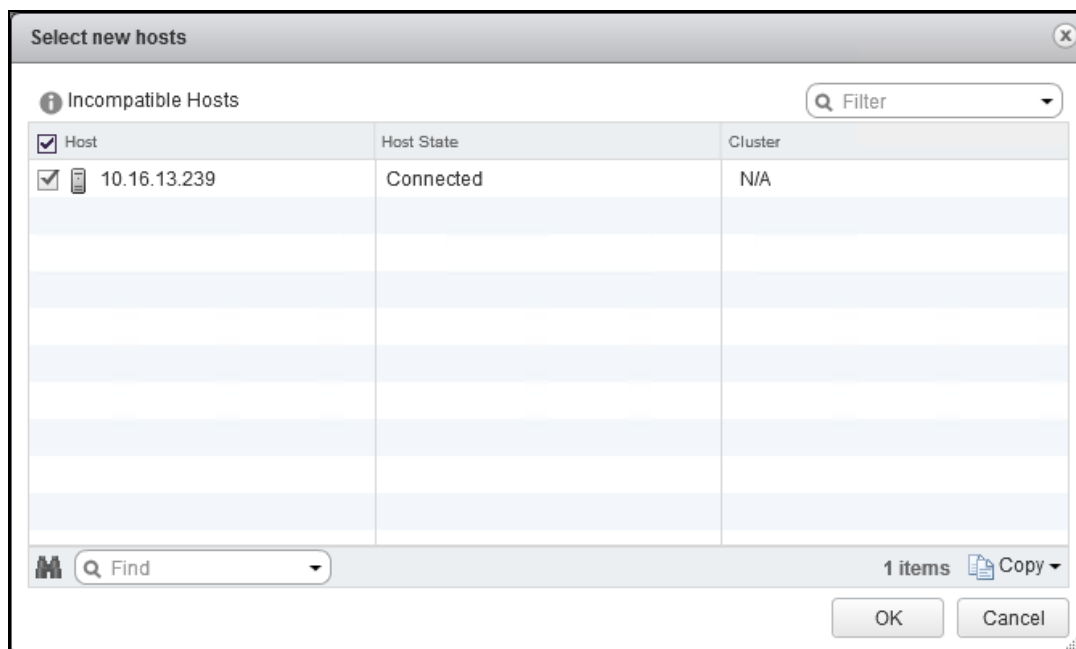 Select new hosts
Incompatible Hosts
Filter
Host Host State Cluster
10.16.13.239 Connected N/A
Find
1 items Copy
OK Cancel